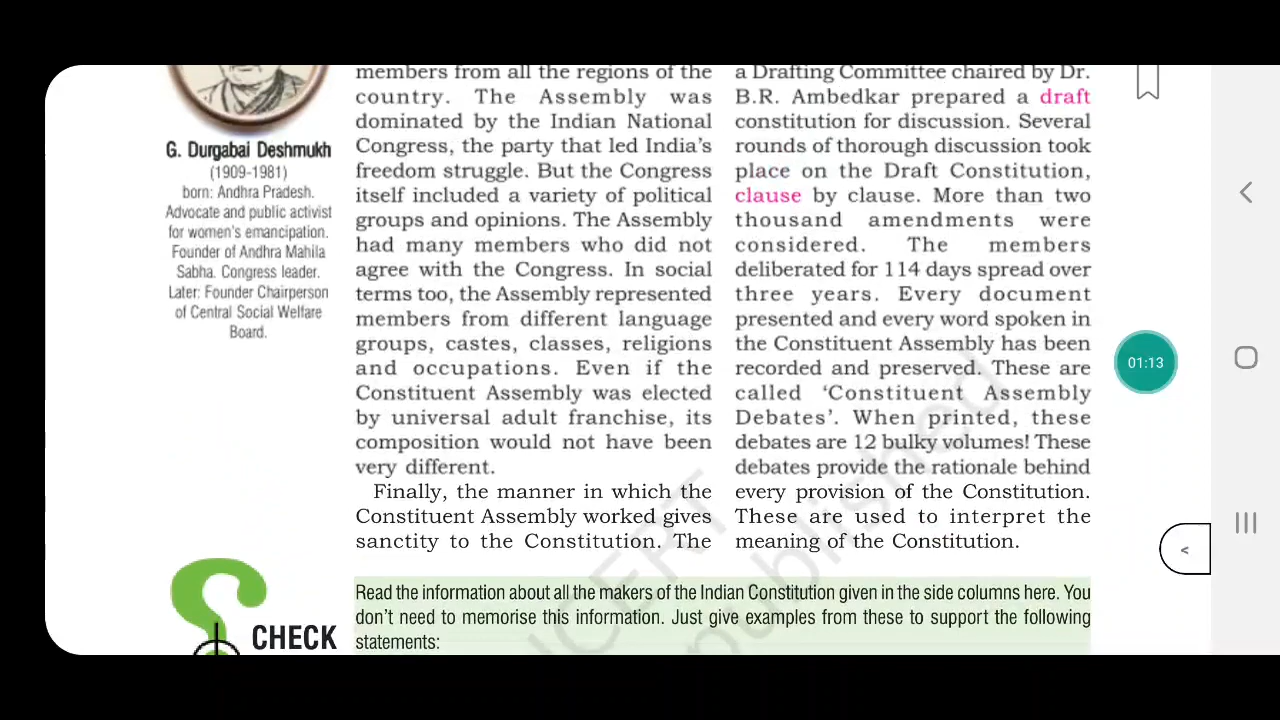 G. Durgabai Deshmukh
(1909-1981)
born: Andhra Pradesh.
Advocate and public activist
for women's emancipation.
Founder of Andhra Mahila
Sabha. Congress leader.
Later: Founder Chairperson
of Central Social Welfare
Board.
members from all the regions of the
country. The Assembly was
dominated by the Indian National
Congress, the party that led India's
freedom struggle. But the Congress
itself included a variety of political
groups and opinions. The Assembly
had many members who did not
agree with the Congress. In social
terms too, the Assembly represented
members from different language
groups, castes, classes, religions
and occupations. Even if the
Constituent Assembly was elected
by universal adult franchise, its
composition would not have been
very different.
Finally, the manner in which the
Constituent Assembly worked gives
sanctity to the Constitution. The
a Drafting Committee chaired by Dr.
B.R. Ambedkar prepared a draft
constitution for discussion. Several
rounds of thorough discussion took
place on the Draft Constitution,
clause by clause. More than two
thousand amendments were
considered. The members
deliberated for 114 days spread over
three years. Every document
presented and every word spoken in
the Constituent Assembly has been
recorded and preserved. These are
called 'Constituent Assembly
Debates'. When printed, these
debates are 12 bulky volumes! These
debates provide the rationale behind
every provision of the Constitution.
These are used to interpret the
meaning of the Constitution.
01:13
<
CHECK
Read the information about all the makers of the Indian Constitution given in the side columns here. You
don't need to memorise this information. Just give examples from these to support the following
statements:
published